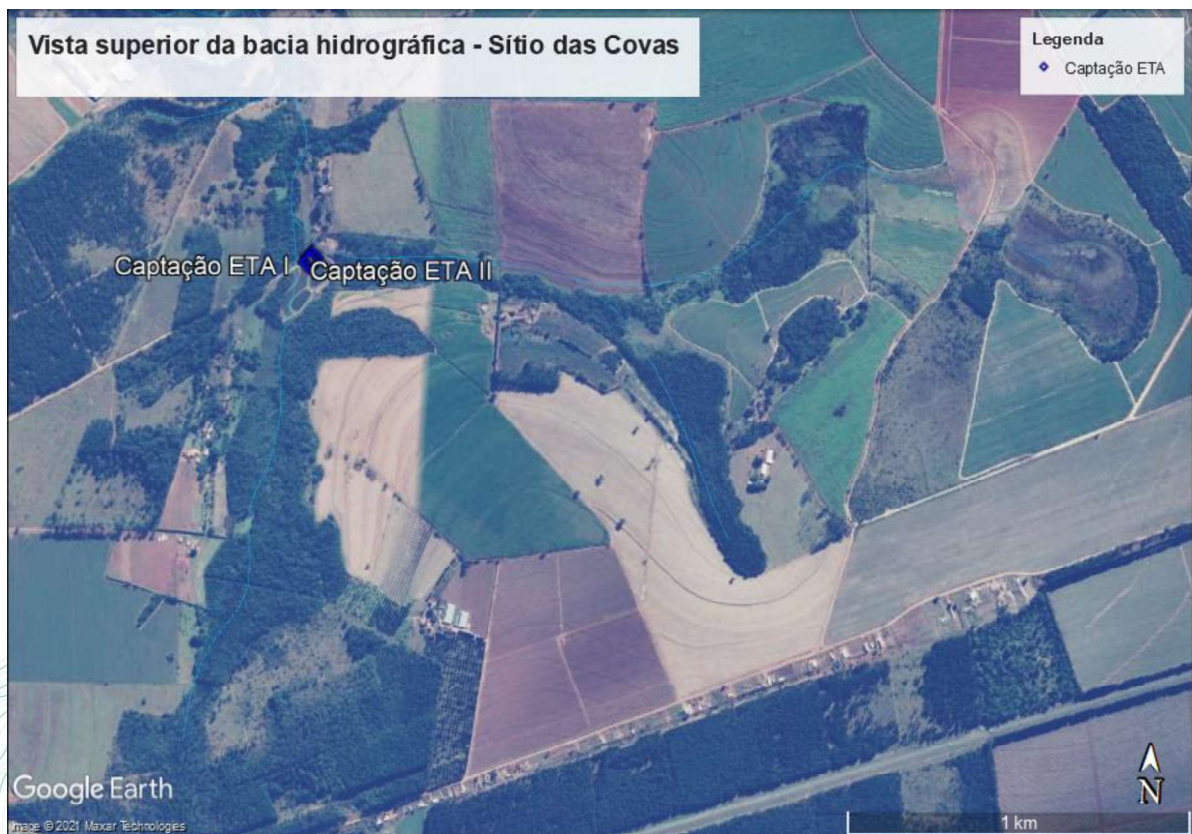 Vista superior da bacia hidrográfica - Sítio das Covas
Legenda
Captação ETA
Captação ETA I
Captação ETA II
Google Earth
Image © 2021 Maxar Technologies
N
1 km